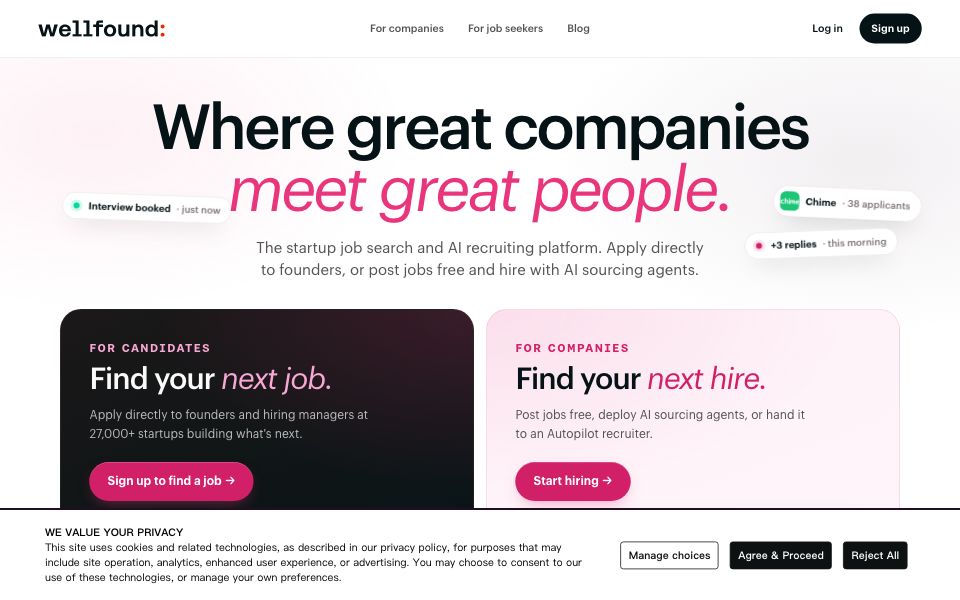 wellfound:
For companies
For job seekers
Blog
Log in
Sign up
Where great companies
meet great people.
Interview booked · just now
chime Chime · 38 applicants
+3 replies · this morning
The startup job search and AI recruiting platform. Apply directly
to founders, or post jobs free and hire with AI sourcing agents.
FOR CANDIDATES
Find your next job.
Apply directly to founders and hiring managers at
27,000+ startups building what's next.
Sign up to find a job →
FOR COMPANIES
Find your next hire.
Post jobs free, deploy AI sourcing agents, or hand it
to an Autopilot recruiter.
Start hiring →
WE VALUE YOUR PRIVACY
This site uses cookies and related technologies, as described in our privacy policy, for purposes that may
include site operation, analytics, enhanced user experience, or advertising. You may choose to consent to our
use of these technologies, or manage your own preferences.
Manage choices
Agree & Proceed
Reject All